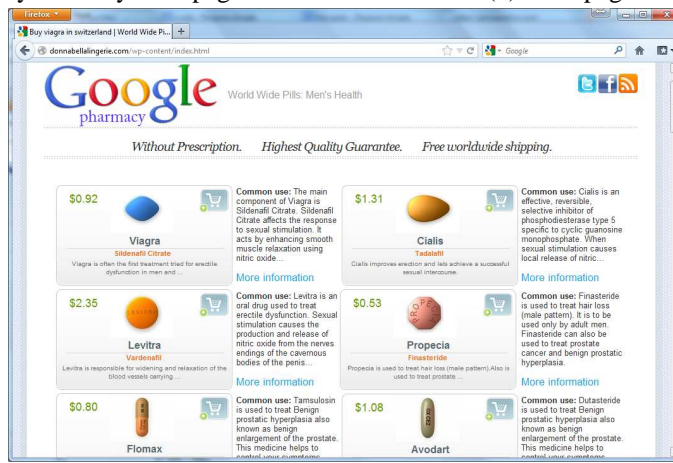 Firefox
Buy viagra in switzerland | World Wide Pi...
donnabellalingerie.com/wp-content/index.html
Google
Google
pharmacy
World Wide Pills: Men's Health
Without Prescription. Highest Quality Guarantee. Free worldwide shipping.
$0.92
Viagra
Sildenafil Citrate
Viagra is often the first treatment tried for erectile
dysfunction in men and ...
Common use: The main
component of Viagra is
Sildenafil Citrate. Sildenafil
Citrate affects the response
to sexual stimulation. It
acts by enhancing smooth
muscle relaxation using
nitric oxide...
More information
$1.31
Cialis
Tadalafil
Cialis improves erection and lets achieve a successful
sexual intercourse.
Common use: Cialis is an
effective, reversible,
selective inhibitor of
phosphodiesterase type 5
specific to cyclic guanosine
monophosphate. When
sexual stimulation causes
local release of nitric...
More information
$2.35
LEVITRA
Levitra
Vardenafil
Levitra is responsible for widening and relaxation of the
blood vessels carrying ...
Common use: Levitra is an
oral drug used to treat
erectile dysfunction. Sexual
stimulation causes the
production and release of
nitric oxide from the nerves
endings of the cavernous
bodies of the penis...
More information
$0.53
PROPECIA
Propecia
Finasteride
Propecia is used to treat hair loss (male pattern).Also is
used to treat prostate ...
Common use: Finasteride
is used to treat hair loss
(male pattern). It is to be
used only by adult men.
Finasteride can also be
used to treat prostate
cancer and benign prostatic
hyperplasia.
More information
$0.80
Flomax
Common use: Tamsulosin
is used to treat Benign
prostatic hyperplasia also
known as benign
enlargement of the prostate.
This medicine helps to
control your symptoms
$1.08
Avodart
Common use: Dutasteride
is used to treat Benign
prostatic hyperplasia also
known as benign
enlargement of the prostate.
This medicine helps to
control your symptoms